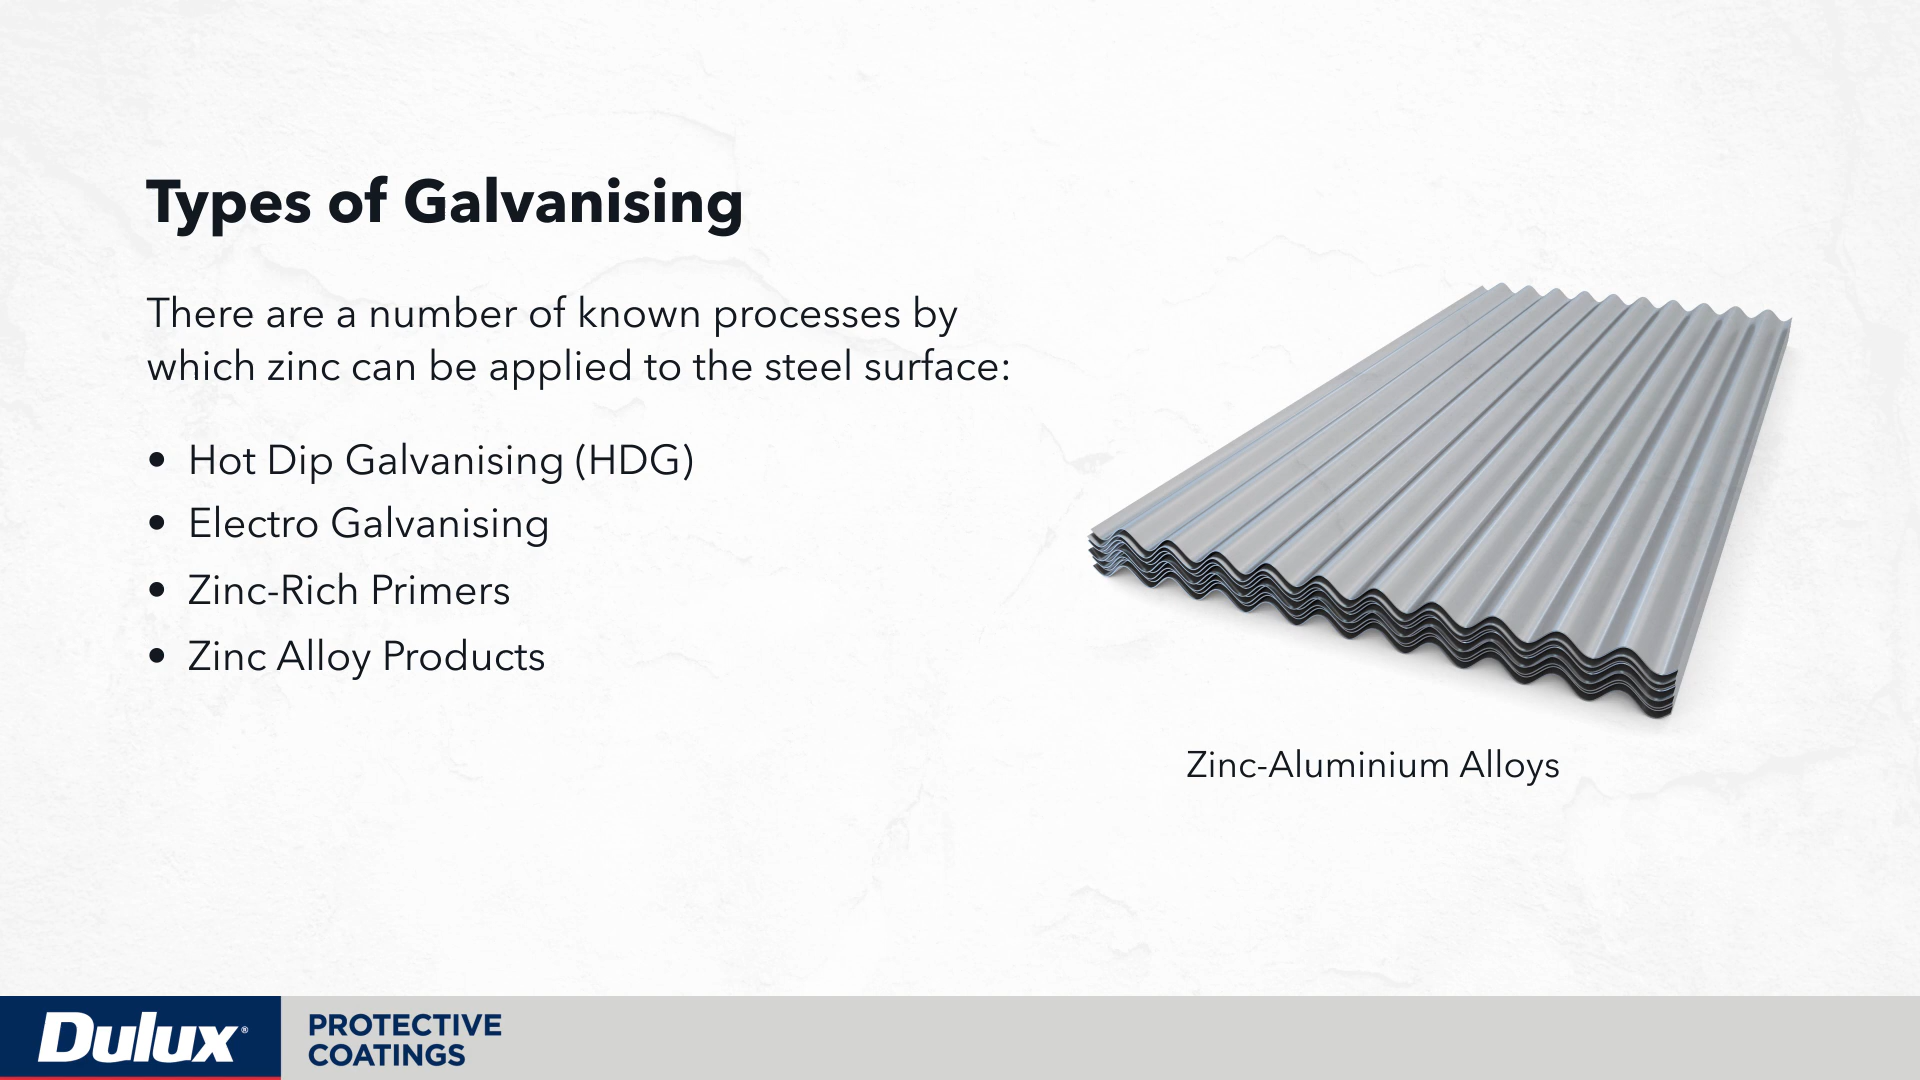 Types of Galvanising
There are a number of known processes by
which zinc can be applied to the steel surface:
• Hot Dip Galvanising (HDG)
• Electro Galvanising
• Zinc-Rich Primers
• Zinc Alloy Products
Zinc-Aluminium Alloys
Dulux®
PROTECTIVE
COATINGS